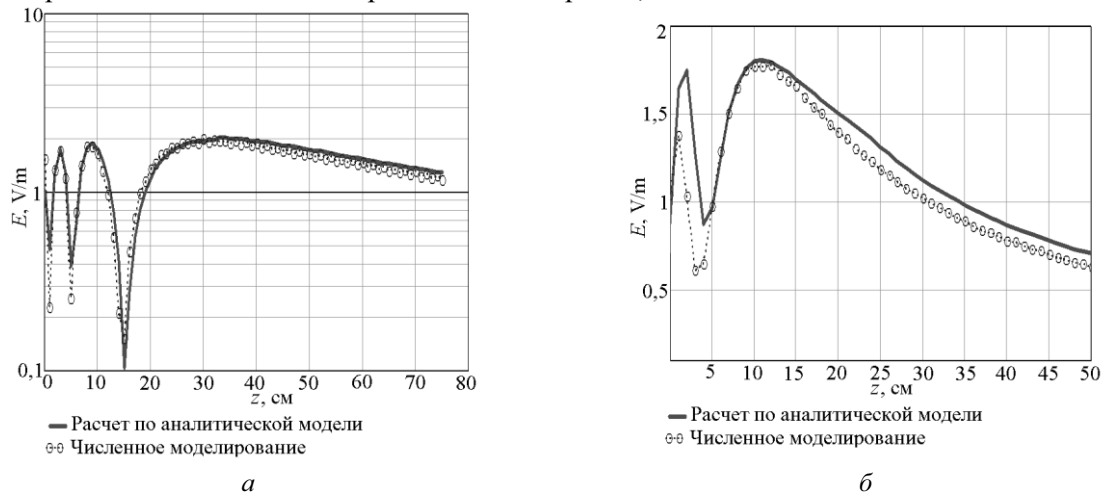 10
1
0,1
E, V/m
0 10 20 30 40 50 60 70 80
z, см
Расчет по аналитической модели
Численное моделирование
а
2
1,5
1
0,5
E, V/m
5 10 15 20 25 30 35 40 45 50
z, см
Расчет по аналитической модели
Численное моделирование
б